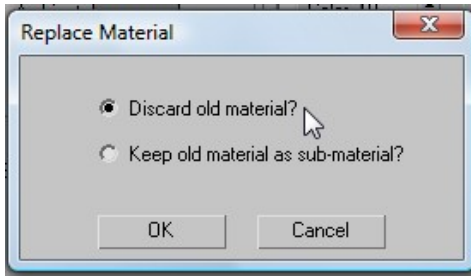 Replace Material
Discard old material?
Keep old material as sub-material?
OK Cancel